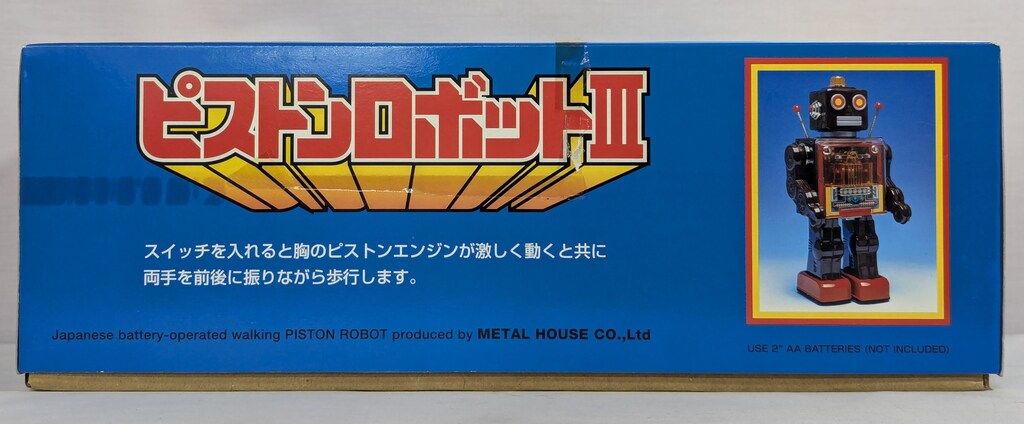 ピストンロボットIII
スイッチを入れると胸のピストンエンジンが激しく動くと共に
両手を前後に振りながら歩行します。
Japanese battery-operated walking PISTON ROBOT produced by METAL HOUSE CO.,Ltd
USE 2" AA BATTERIES (NOT INCLUDED)